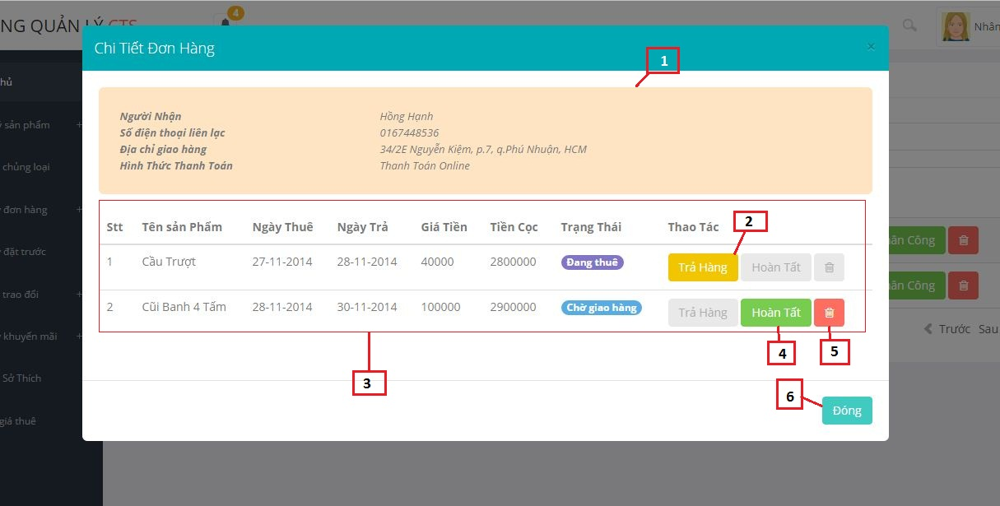 NG QUẢN LÝ CTS
4
Nhân
Chi Tiết Đơn Hàng
×
1
hủ
ý sản phẩm +
chủng loại
ý đơn hàng +
ý đặt trước
trao đổi +
ý khuyến mãi +
Sở Thích
giá thuê
Người Nhận Hồng Hạnh
Số điện thoại liên lạc 0167448536
Địa chỉ giao hàng 34/2E Nguyễn Kiệm, p.7, q.Phú Nhuận, HCM
Hình Thức Thanh Toán Thanh Toán Online
2
Stt Tên sản Phẩm Ngày Thuê Ngày Trả Giá Tiền Tiền Cọc Trạng Thái Thao Tác
1 Cầu Trượt 27-11-2014 28-11-2014 40000 2800000 Đang thuê Trả Hàng Hoàn Tất
2 Cũi Banh 4 Tấm 28-11-2014 30-11-2014 100000 2900000 Chờ giao hàng Trả Hàng Hoàn Tất
ân Công
ân Công
Trước Sau
4
5
3
6
Đóng